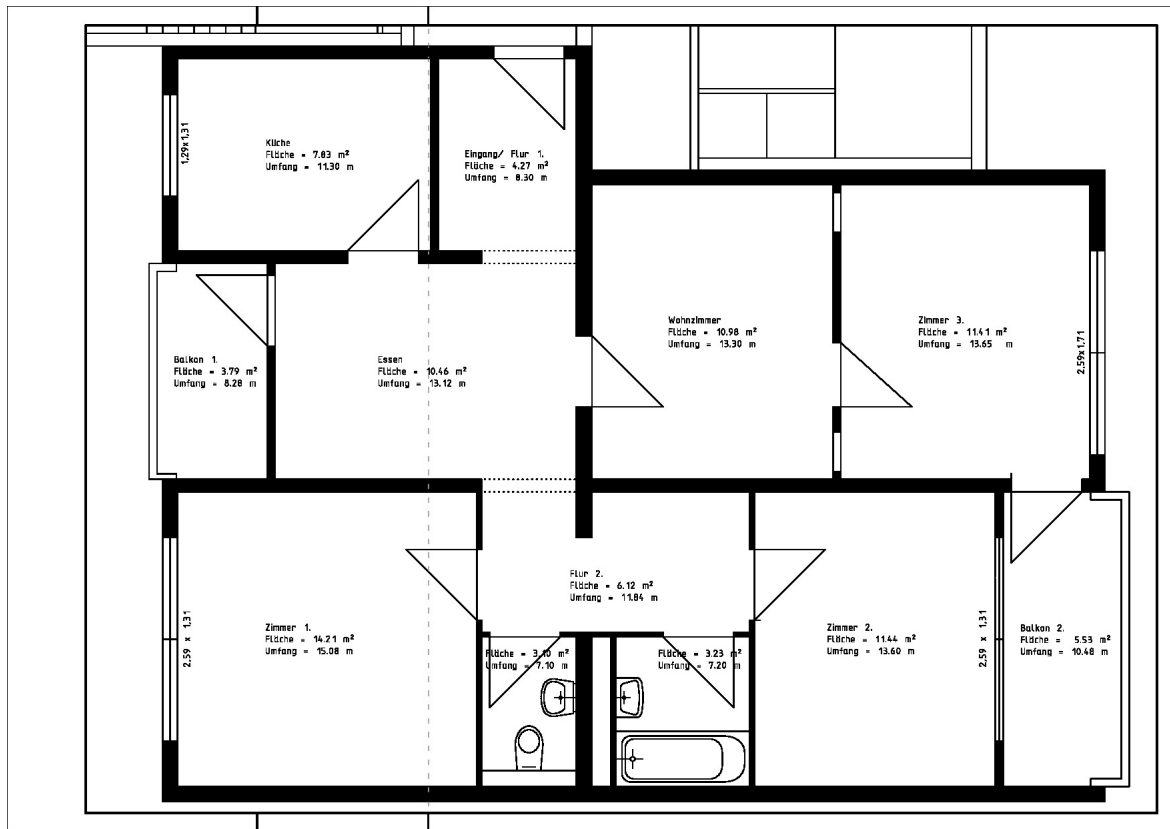 1,29x1,31
Küche
Fläche = 7.83 m²
Umfang = 11.30 m
Eingang/ Flur 1.
Fläche = 4.27 m²
Umfang = 8.30 m
Balkon 1.
Fläche = 3.79 m²
Umfang = 8.28 m
Essen
Fläche = 10.46 m²
Umfang = 13.12 m
Wohnzimmer
Fläche = 10.98 m²
Umfang = 13.30 m
Zimmer 3.
Fläche = 11.41 m²
Umfang = 13.65 m
2,59x1,71
Flur 2.
Fläche = 6.12 m²
Umfang = 11.84 m
2,59 x 1,31
Zimmer 1.
Fläche = 14.21 m²
Umfang = 15.08 m
Fläche = 3.10 m²
Umfang = 7.10 m
Fläche = 3.23 m²
Umfang = 7.20 m
Zimmer 2.
Fläche = 11.44 m²
Umfang = 13.60 m
2,59 x 1,31
Balkon 2.
Fläche = 5.53 m²
Umfang = 10.48 m